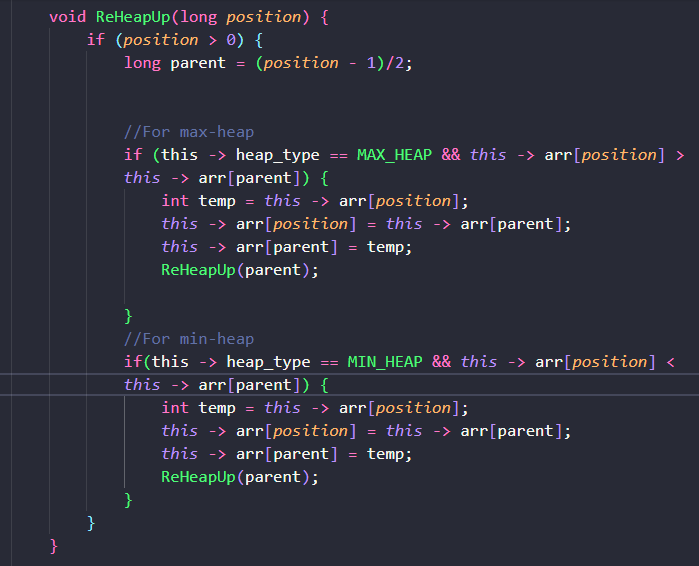 void ReHeapUp(long position) {
if (position > 0) {
long parent = (position - 1)/2;
//For max-heap
if (this -> heap_type == MAX_HEAP && this -> arr[position] >
this -> arr[parent]) {
int temp = this -> arr[position];
this -> arr[position] = this -> arr[parent];
this -> arr[parent] = temp;
ReHeapUp(parent);
}
//For min-heap
if(this -> heap_type == MIN_HEAP && this -> arr[position] <
this -> arr[parent]) {
int temp = this -> arr[position];
this -> arr[position] = this -> arr[parent];
this -> arr[parent] = temp;
ReHeapUp(parent);
}
}
}